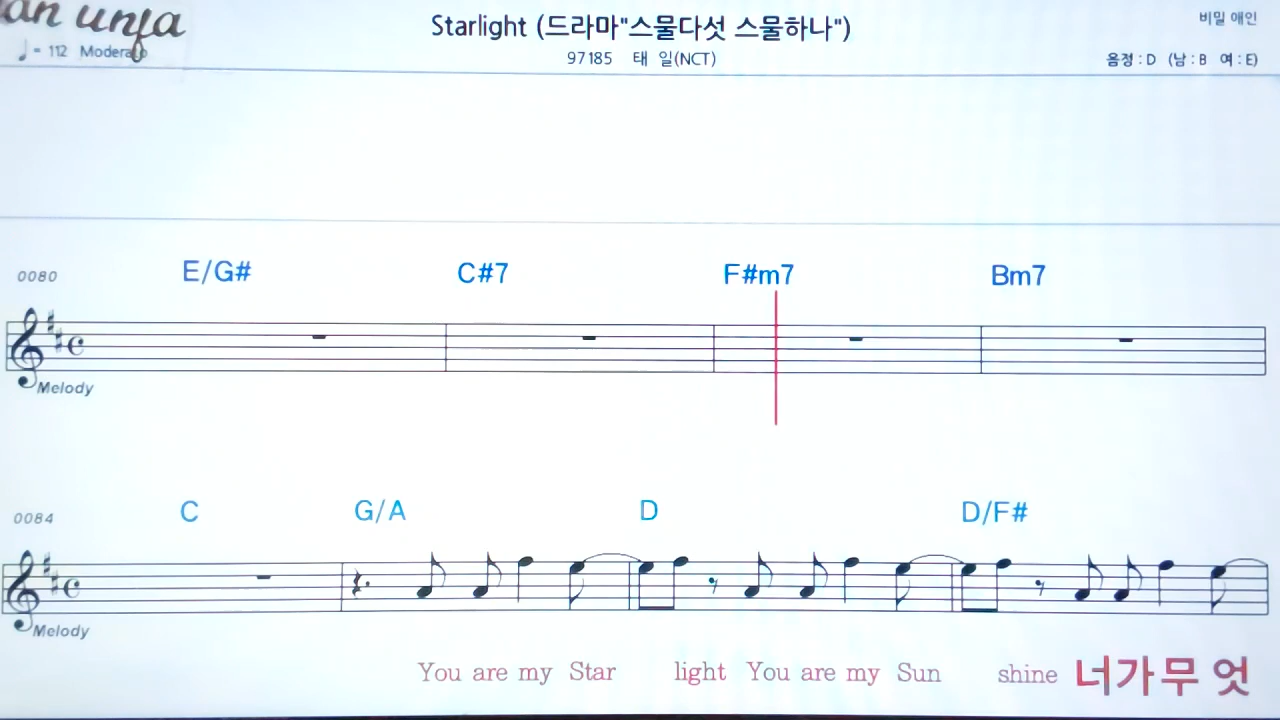 an unja
Starlight (드라마"스물다섯 스물하나")
비밀 애인
♩= 112 Moderato
97185 태 일(NCT)
음정 : D (남 : B 여 : E)
0080 E/G# C#7 F#m7 Bm7
Melody
0084 C G/A D D/F#
Melody
You are my Star light You are my Sun shine 너가무 엇